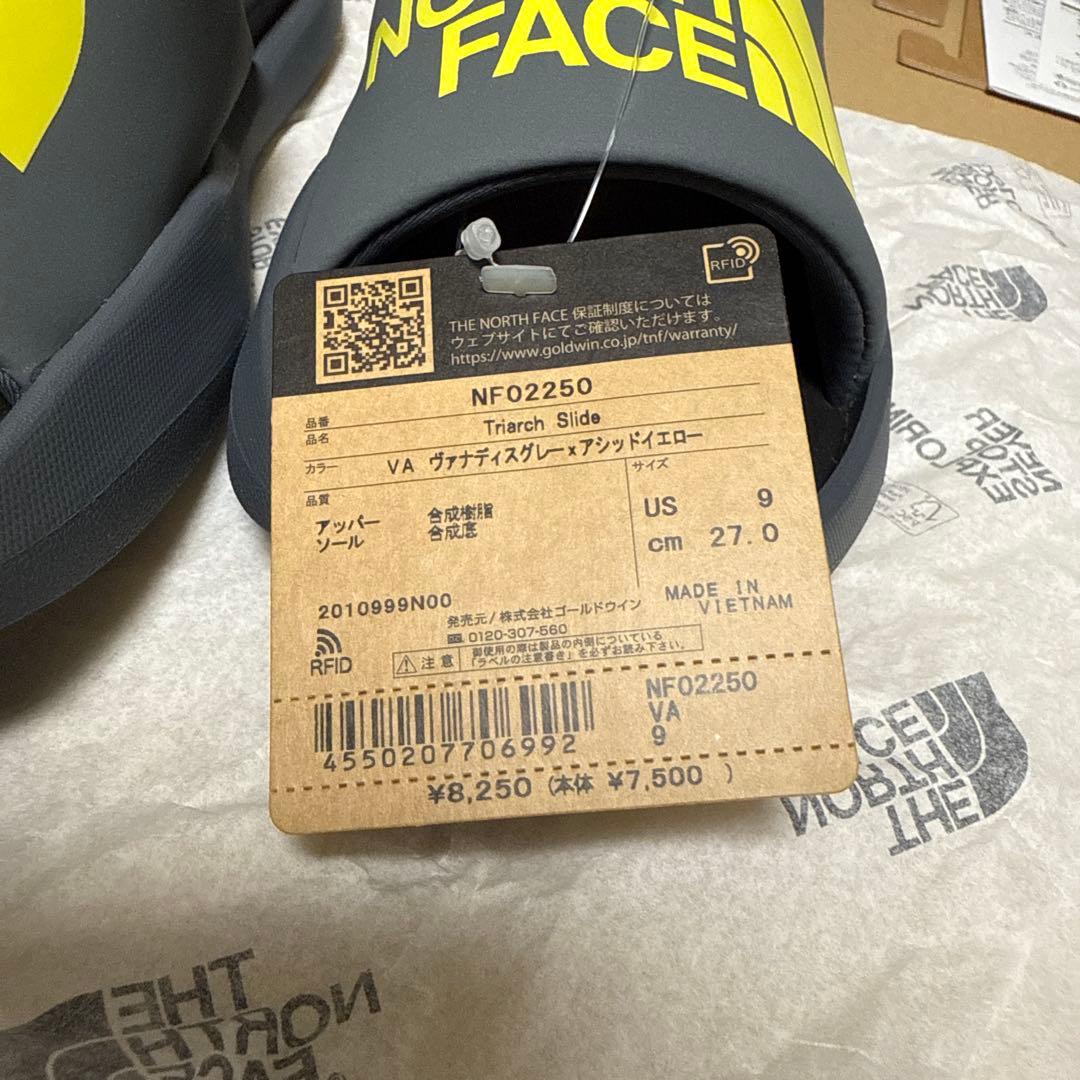 NORTH
FACE
RFID
THE NORTH FACE 保証制度については
ウェブサイトにてご確認いただけます。
https://www.goldwin.co.jp/tnf/warranty/
品番 NF02250
品名 Triarch Slide
カラー VA ヴァナディスグレー×アシッドイエロー
品質
アッパー 合成樹脂
ソール 合成底
サイズ
US 9
cm 27.0
MADE IN
VIETNAM
2010999N00
RFID
発売元/株式会社ゴールドウイン
0120-307-560
注意
御使用の際は製品の内側についている
「ラベルの注意書き」を必ずお読み下さい。
4550207706992
NF02250
VA
9
¥8,250 (本体 ¥7,500 )
THE
NORTH
FACE
NEVER
STOP
EXPLORING
THE
NORTH
FACE
THE
NORTH
FACE